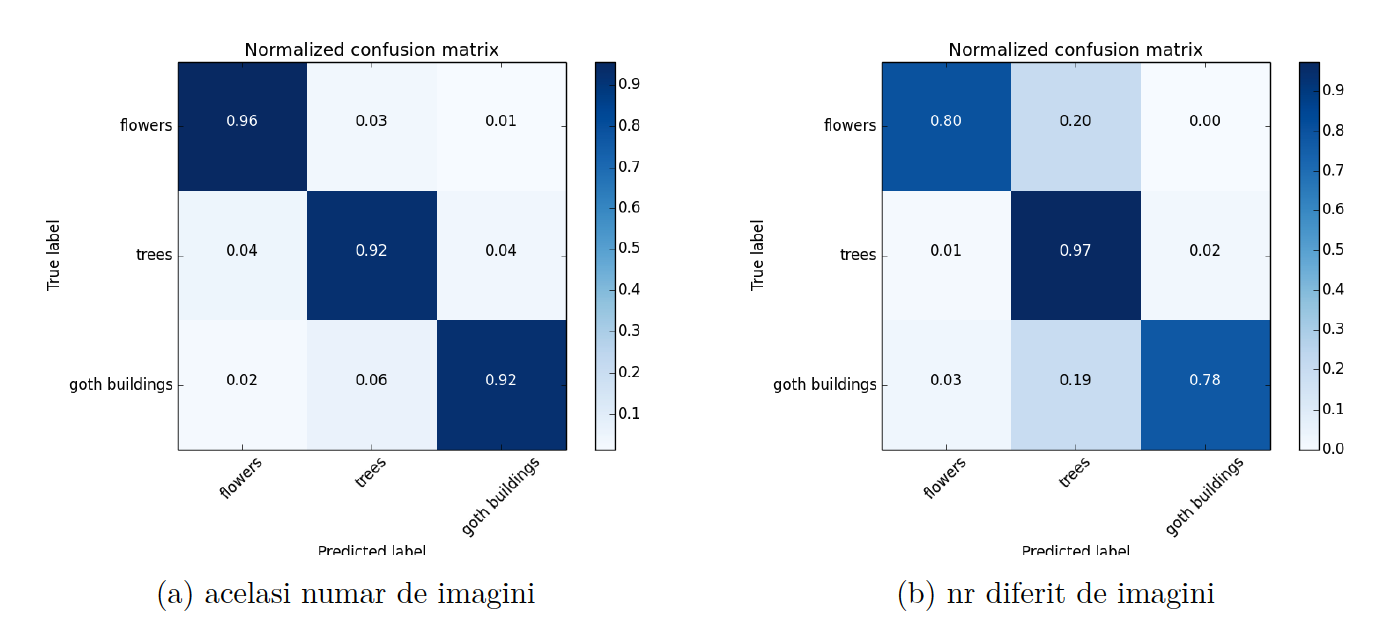 Normalized confusion matrix
True label
flowers 0.96 0.03 0.01
trees 0.04 0.92 0.04
goth buildings 0.02 0.06 0.92
flowers trees goth buildings
Predicted label
0.9
0.8
0.7
0.6
0.5
0.4
0.3
0.2
0.1
(a) acelasi numar de imagini
Normalized confusion matrix
True label
flowers 0.80 0.20 0.00
trees 0.01 0.97 0.02
goth buildings 0.03 0.19 0.78
flowers trees goth buildings
Predicted label
0.9
0.8
0.7
0.6
0.5
0.4
0.3
0.2
0.1
0.0
(b) nr diferit de imagini